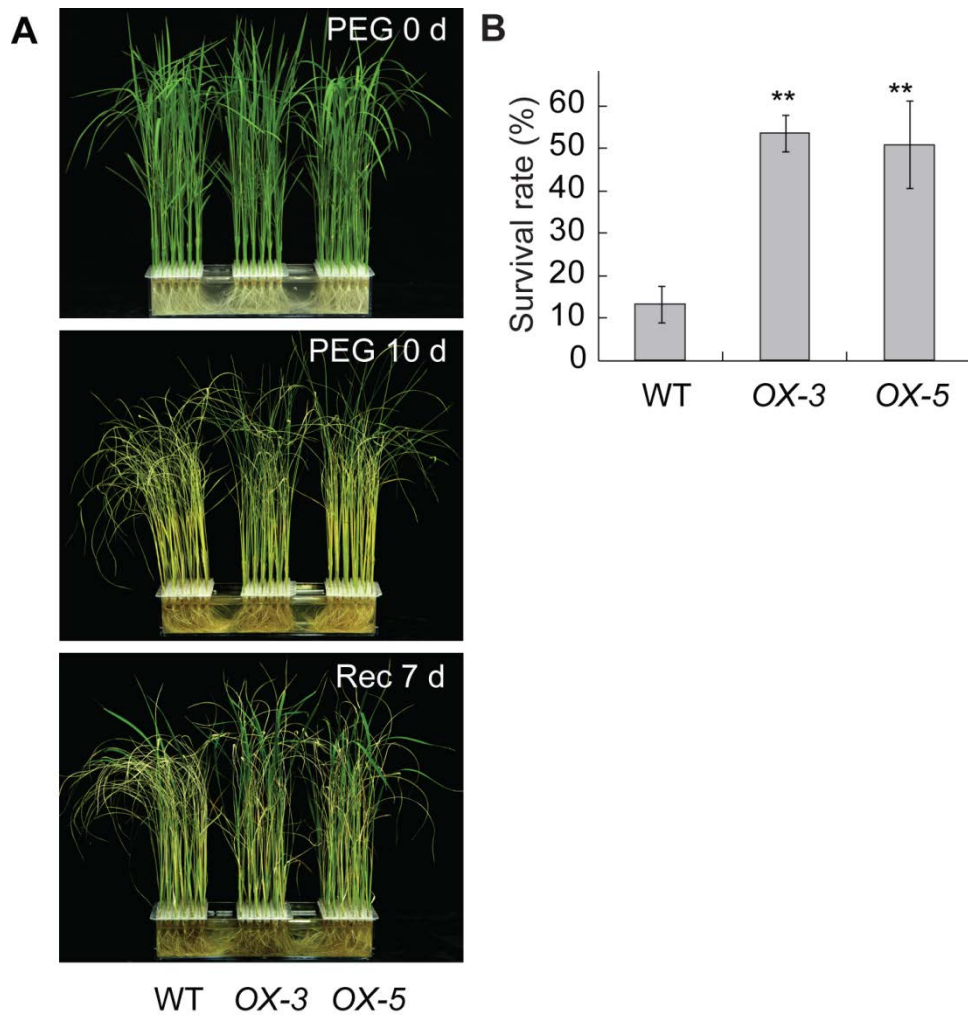 A
PEG 0 d
PEG 10 d
Rec 7 d
WT OX-3 OX-5
B
Survival rate (%)
60
50
40
30
20
10
0
** **
WT OX-3 OX-5